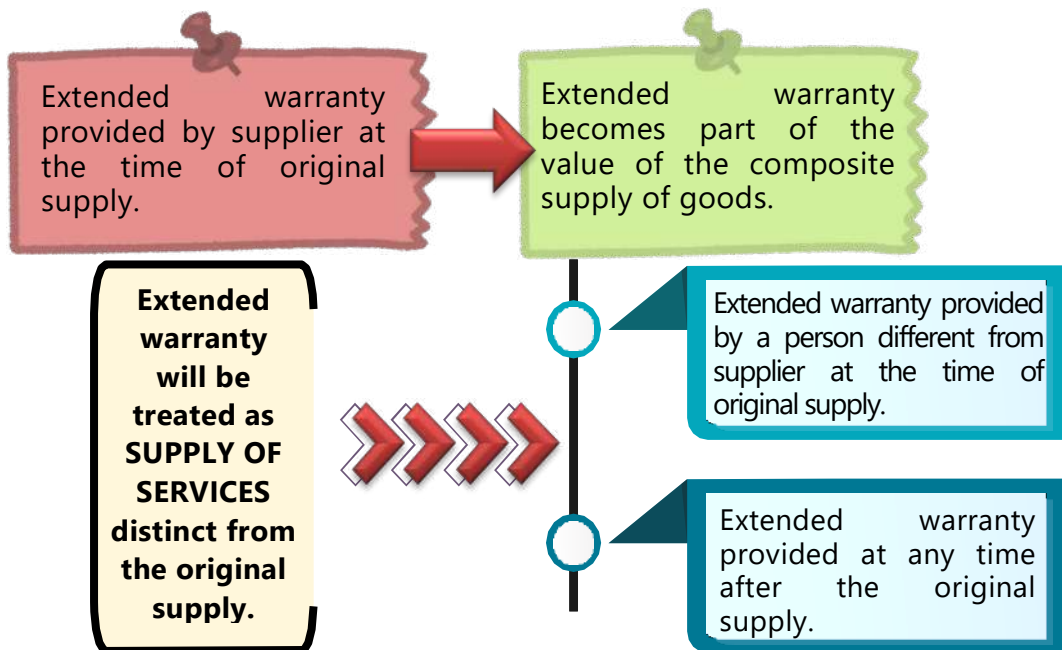 Extended warranty
provided by supplier at
the time of original
supply.
Extended warranty
becomes part of the
value of the composite
supply of goods.
Extended
warranty
will be
treated as
SUPPLY OF
SERVICES
distinct from
the original
supply.
Extended warranty provided
by a person different from
supplier at the time of
original supply.
Extended warranty
provided at any time
after the original
supply.